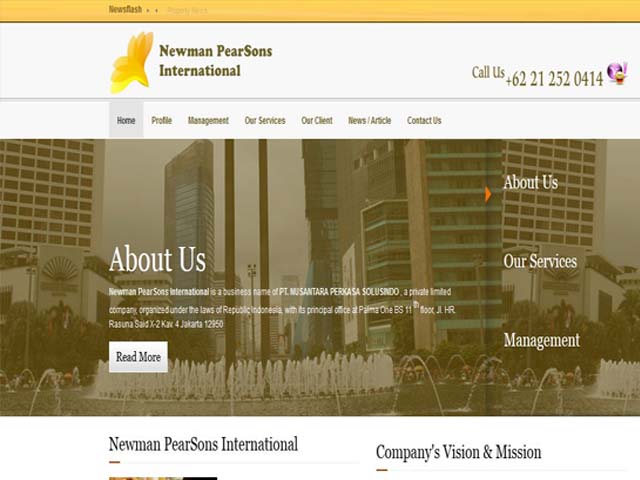 Newsflash Property News
Newman PearSons
International
Call Us +62 21 252 0414
Home Profile Management Our Services Our Client News / Article Contact Us
About Us
Our Services
Management
About Us
Newman PearSons International is a business name of PT. NUSANTARA PERKASA SOLUSINDO , a private limited
company, organized under the laws of Republic Indonesia, with its principal office at Palma One BS 11 th floor, Jl. HR.
Rasuna Said X-2 Kav. 4 Jakarta 12950
Read More
Newman PearSons International
Company's Vision & Mission